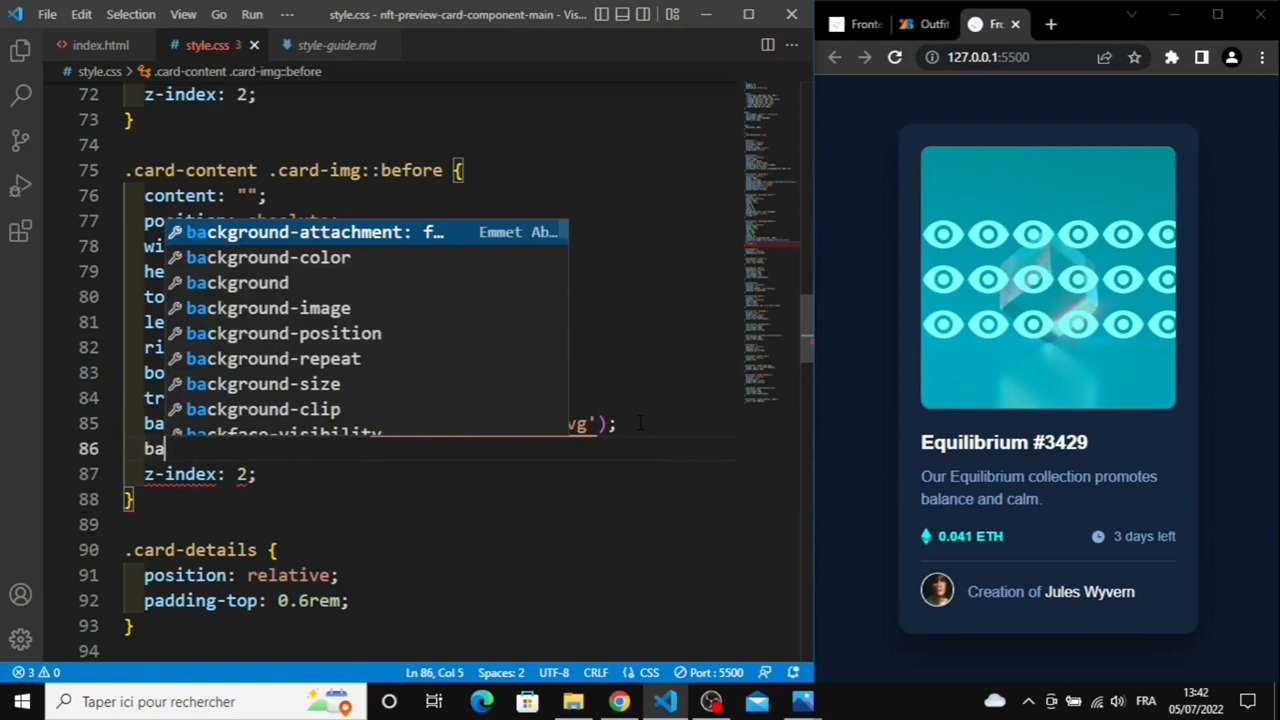 File Edit Selection View Go Run ··· style.css - nft-preview-card-component-main - Vis...
Fronte Outfit Fro
index.html # style.css 3 style-guide.md
127.0.0.1:5500
# style.css > .card-content .card-img::before
72 z-index: 2;
73 }
74
75 .card-content .card-img::before {
76 content: "";
77 position: absolute;
78 wi
79 he
80 to
81 le
82 ri
83 bo
84 tr
85 ba vg');
86 ba
87 z-index: 2;
88 }
89
90 .card-details {
91 position: relative;
92 padding-top: 0.6rem;
93 }
94
background-attachment: f... Emmet Ab...
background-color
background
background-image
background-position
background-repeat
background-size
background-clip
backface-visibility
Equilibrium #3429
Our Equilibrium collection promotes
balance and calm.
0.041 ETH 3 days left
Creation of Jules Wyvern
3 0 Ln 86, Col 5 Spaces: 2 UTF-8 CRLF {} CSS Port : 5500
Taper ici pour rechercher
FRA
13:42
05/07/2022